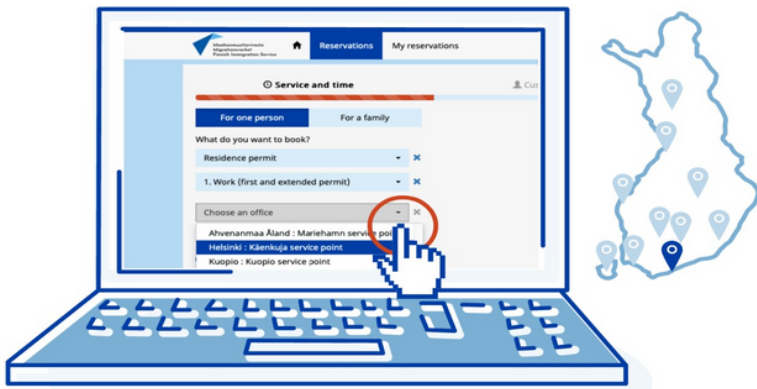 Maahanmuuttovirasto
Migrationsverket
Finnish Immigration Service
Reservations
My reservations
Service and time
Cus
For one person
For a family
What do you want to book?
Residence permit
1. Work (first and extended permit)
Choose an office
Ahvenanmaa Åland : Mariehamn service poi
Helsinki : Käenkuja service point
Kuopio : Kuopio service point